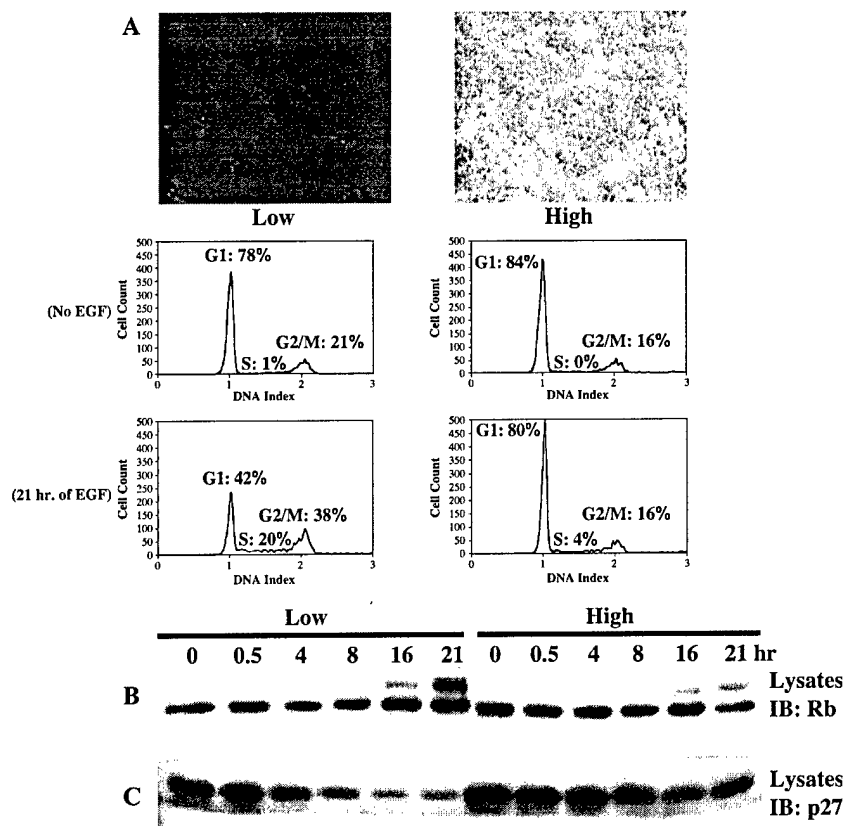 A
Low High
500 450 400 350 300 250 200 150 100 50 0
Cell Count
G1: 78%
G2/M: 21%
S: 1%
0 1 2 3
DNA Index
(No EGF)
500 450 400 350 300 250 200 150 100 50 0
Cell Count
G1: 84%
G2/M: 16%
S: 0%
0 1 2 3
DNA Index
500 450 400 350 300 250 200 150 100 50 0
Cell Count
G1: 42%
G2/M: 38%
S: 20%
0 1 2 3
DNA Index
(21 hr. of EGF)
500 450 400 350 300 250 200 150 100 50 0
Cell Count
G1: 80%
G2/M: 16%
S: 4%
0 1 2 3
DNA Index
Low High
0 0.5 4 8 16 21 0 0.5 4 8 16 21 hr
B
Lysates
IB: Rb
C
Lysates
IB: p27